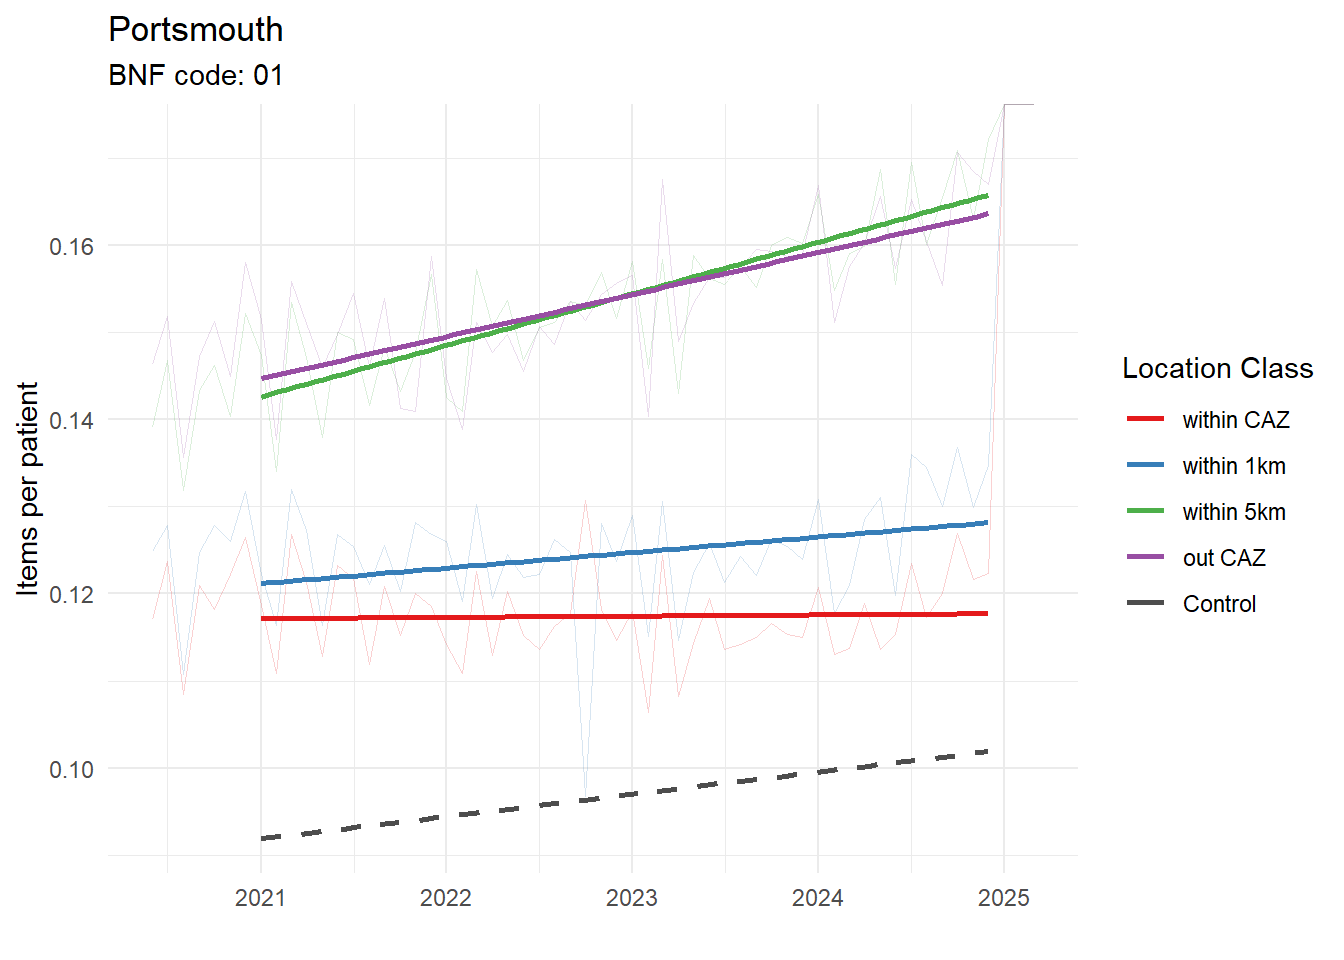 Portsmouth
BNF code: 01
Items per patient
0.16
0.14
0.12
0.10
2021
2022
2023
2024
2025
Location Class
within CAZ
within 1km
within 5km
out CAZ
Control